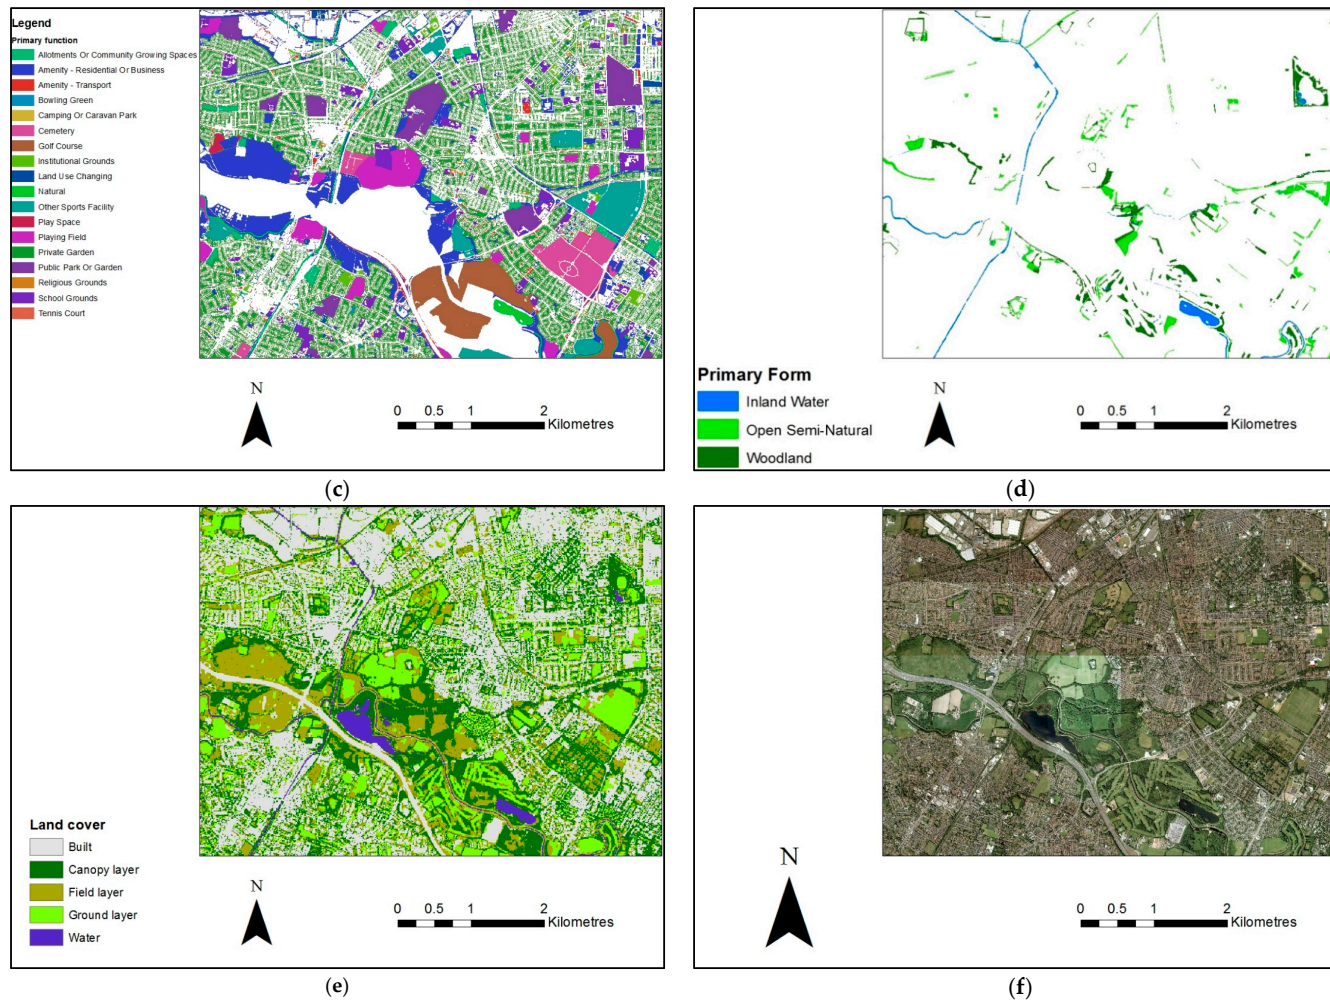 Legend
Primary function
Allotments Or Community Growing Spaces
Amenity - Residential Or Business
Amenity - Transport
Bowling Green
Camping Or Caravan Park
Cemetery
Golf Course
Institutional Grounds
Land Use Changing
Natural
Other Sports Facility
Play Space
Playing Field
Private Garden
Public Park Or Garden
Religious Grounds
School Grounds
Tennis Court
N
0 0.5 1 2
Kilometres
(c)
Primary Form
Inland Water
Open Semi-Natural
Woodland
N
0 0.5 1 2
Kilometres
(d)
Land cover
Built
Canopy layer
Field layer
Ground layer
Water
N
0 0.5 1 2
Kilometres
(e)
N
0 0.5 1 2
Kilometres
(f)